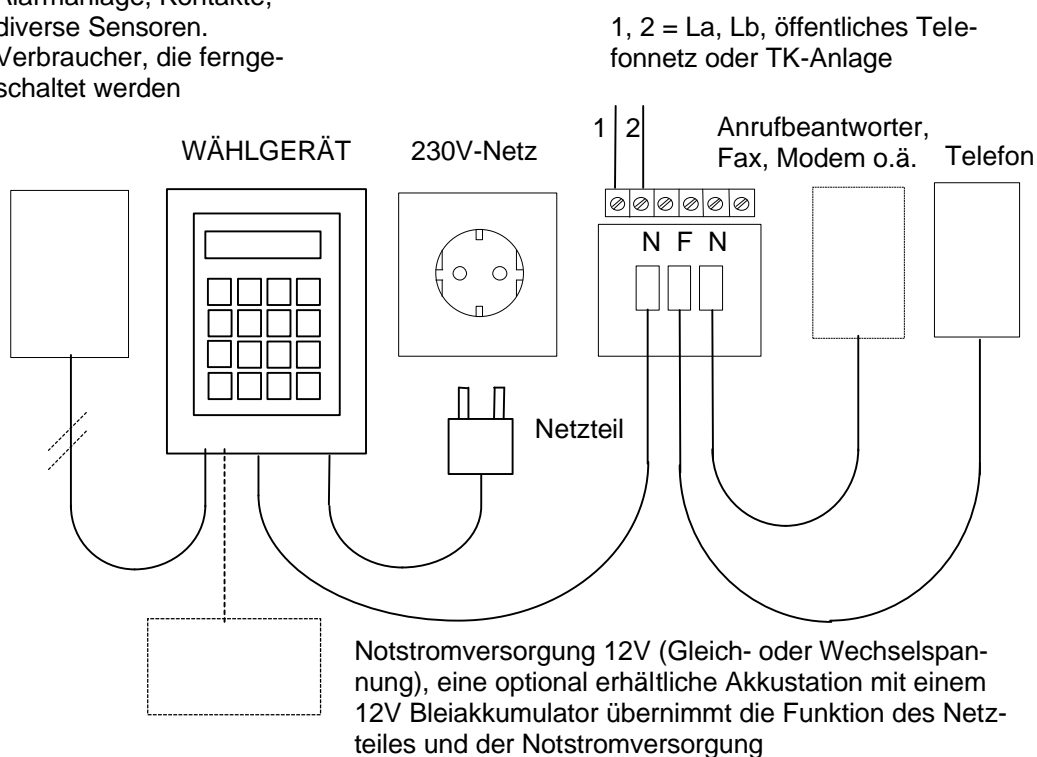 Alarmanlage, Kontakte,
diverse Sensoren.
Verbraucher, die fernge-
schaltet werden
1, 2 = La, Lb, öffentliches Tele-
fonnetz oder TK-Anlage
1 2
WÄHLGERÄT
230V-Netz
Anrufbeantworter,
Fax, Modem o.ä.
Telefon
N F N
Netzteil
Notstromversorgung 12V (Gleich- oder Wechselspan-
nung), eine optional erhältliche Akkustation mit einem
12V Bleiakkumulator übernimmt die Funktion des Netz-
teiles und der Notstromversorgung